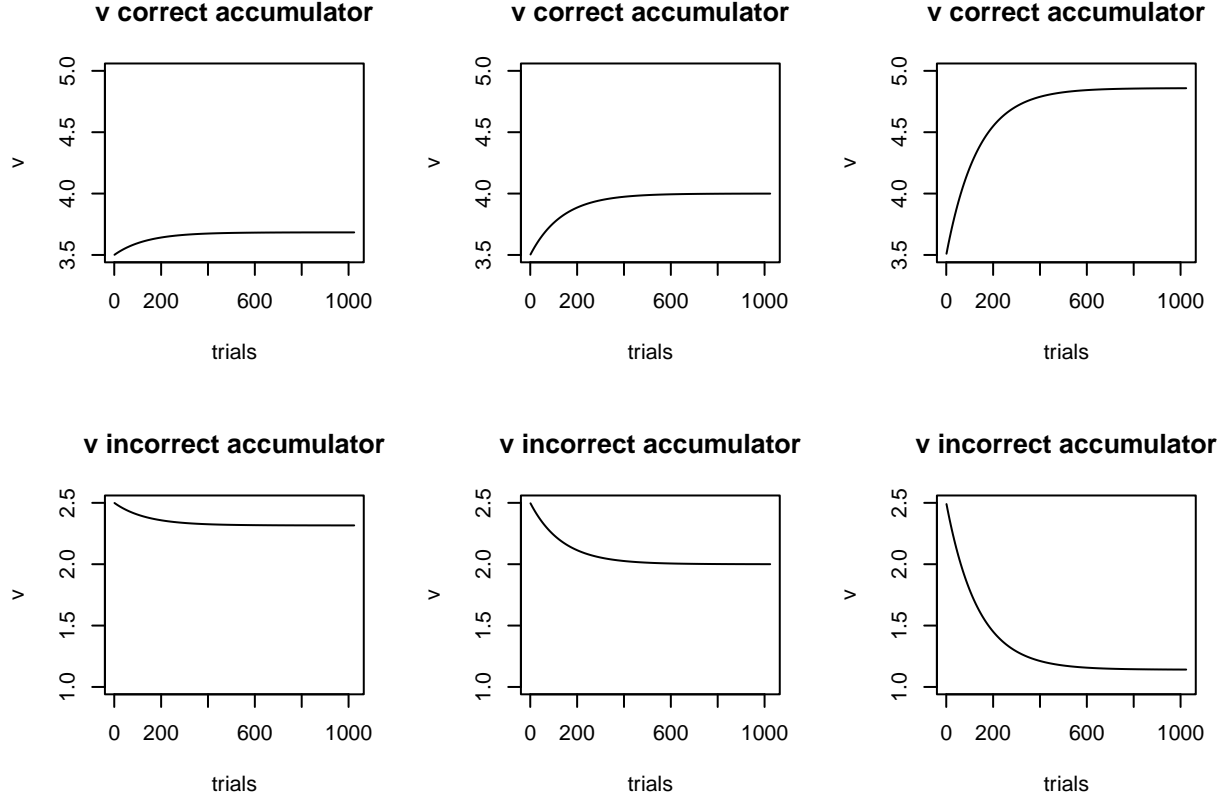 v correct accumulator
v correct accumulator
v correct accumulator
v
3.5 4.0 4.5 5.0
0 200 600 1000
trials
v
3.5 4.0 4.5 5.0
0 200 600 1000
trials
v
3.5 4.0 4.5 5.0
0 200 600 1000
trials
v incorrect accumulator
v incorrect accumulator
v incorrect accumulator
v
1.0 1.5 2.0 2.5
0 200 600 1000
trials
v
1.0 1.5 2.0 2.5
0 200 600 1000
trials
v
1.0 1.5 2.0 2.5
0 200 600 1000
trials